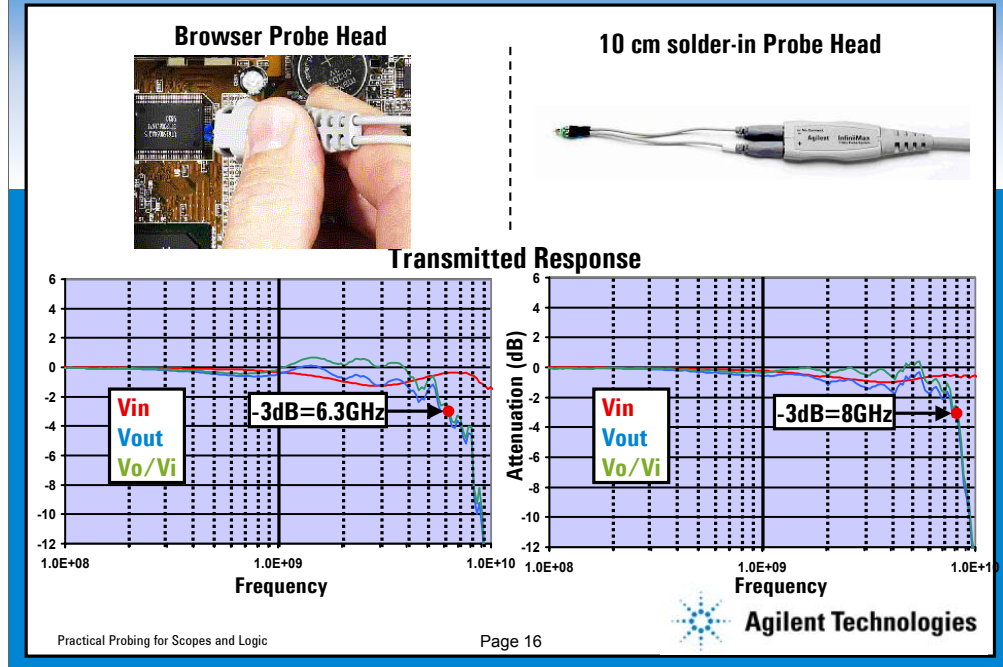 Browser Probe Head
10 cm solder-in Probe Head
Agilent
InfiniiMax
Transmitted Response
6
4
2
0
-2
-4
-6
-8
-10
-12
Vin
Vout
Vo/Vi
-3dB=6.3GHz
1.0E+08
1.0E+09
1.0E+10
Frequency
Attenuation (dB)
6
4
2
0
-2
-4
-6
-8
-10
-12
Vin
Vout
Vo/Vi
-3dB=8GHz
1.0E+08
1.0E+09
1.0E+10
Frequency
Agilent Technologies
Practical Probing for Scopes and Logic
Page 16